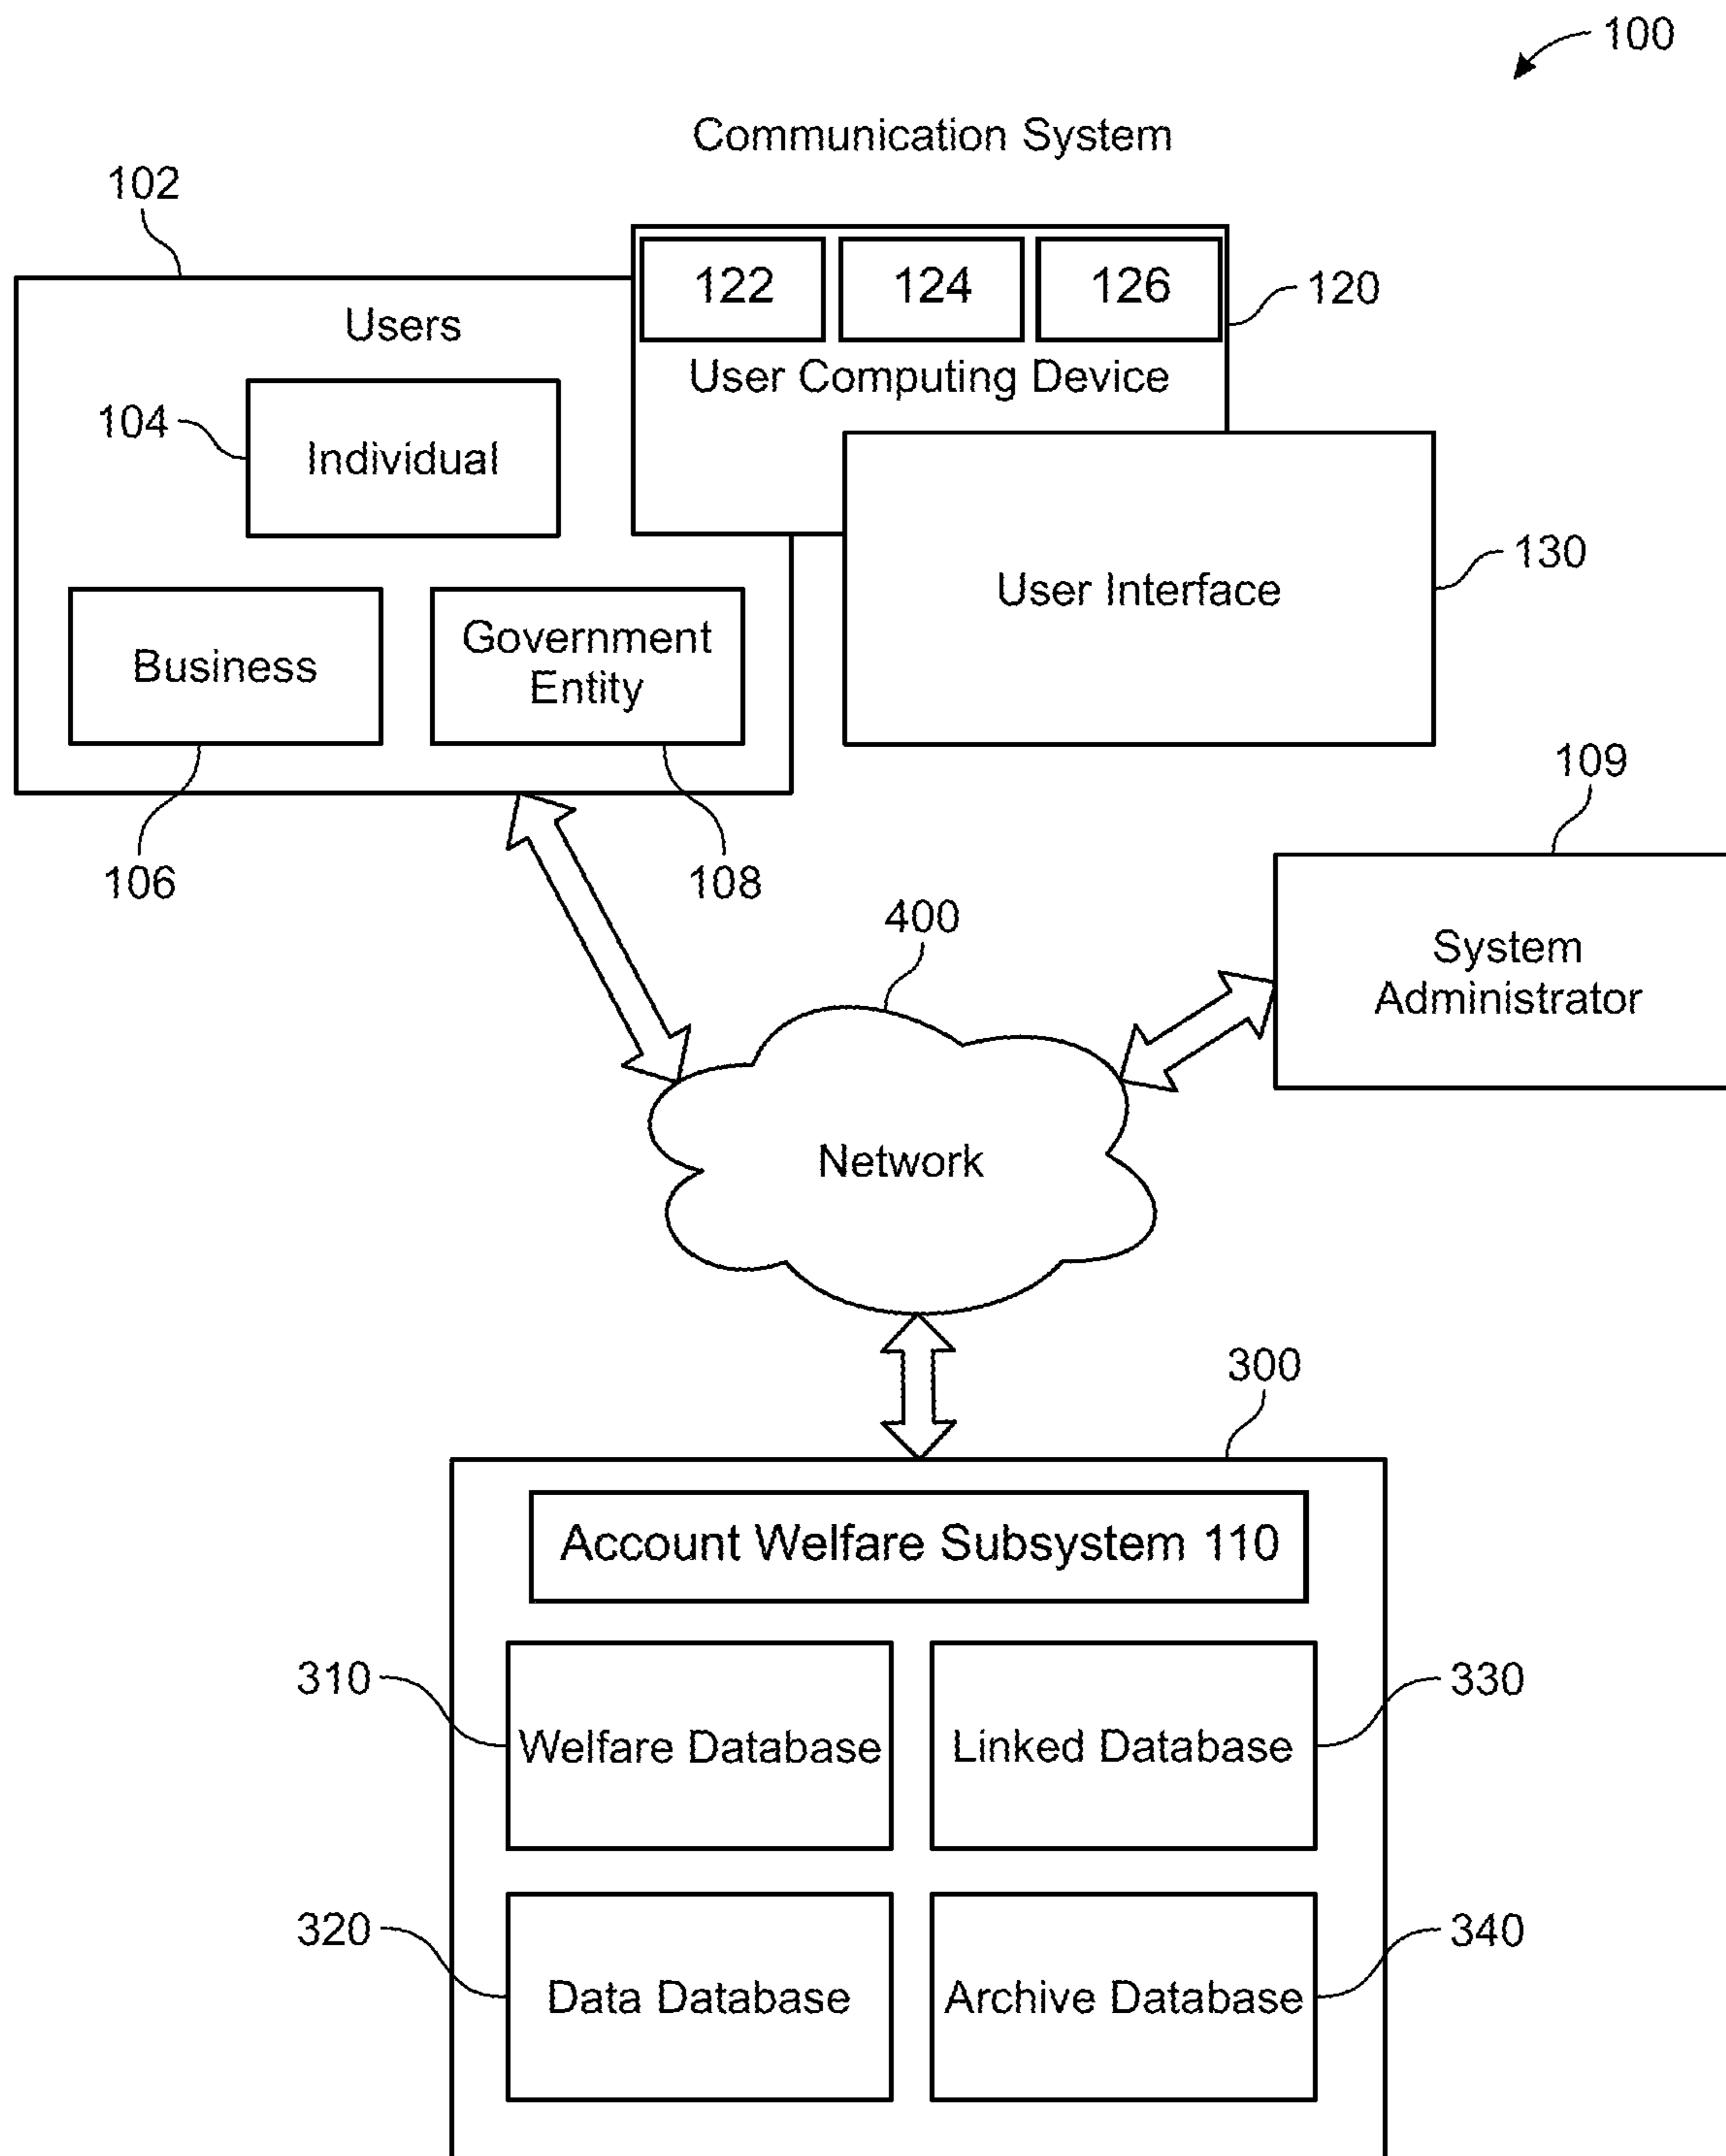 100
Communication System
102
122
124
126
120
Users
User Computing Device
104
Individual
130
User Interface
Business
Government
Entity
109
106
108
400
System
Administrator
Network
300
Account Welfare Subsystem 110
310
330
Welfare Database
Linked Database
320
340
Data Database
Archive Database